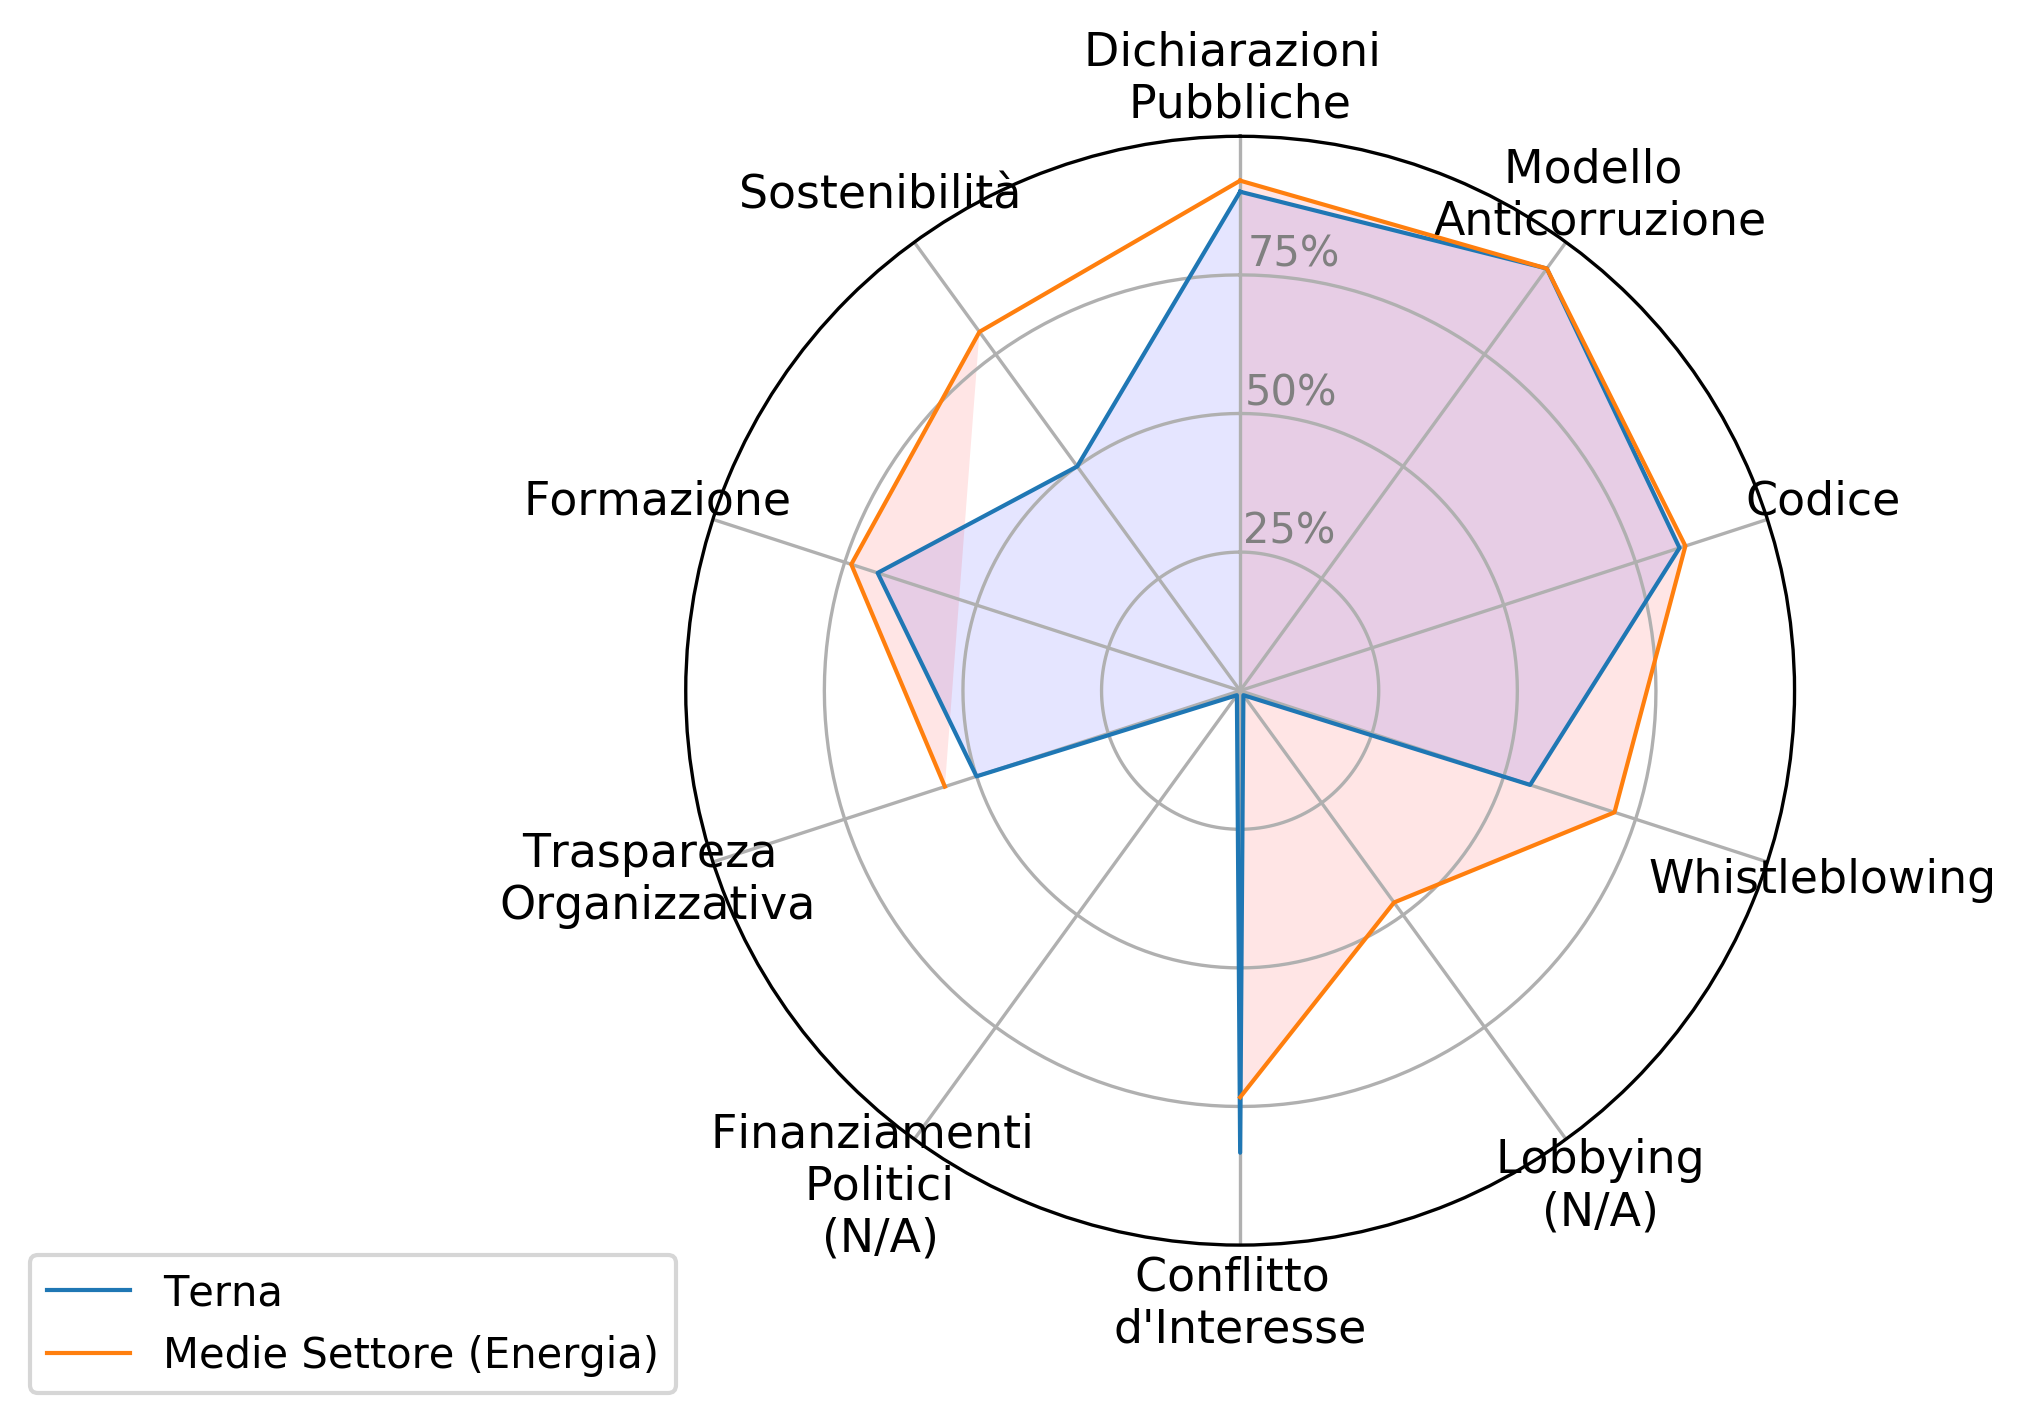 Dichiarazioni
Pubbliche
Modello
Anticorruzione
Sostenibilità
75%
50%
25%
Formazione
Codice
Traspareza
Organizzativa
Whistleblowing
Finanziamenti
Politici
(N/A)
Lobbying
(N/A)
Conflitto
d'Interesse
Terna
Medie Settore (Energia)